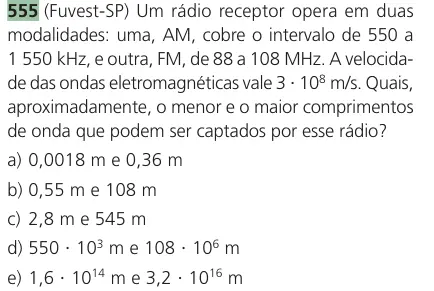 555 (Fuvest-SP) Um rádio receptor opera em duas
modalidades: uma, AM, cobre o intervalo de 550 a
1 550 kHz, e outra, FM, de 88 a 108 MHz. A velocida-
de das ondas eletromagnéticas vale 3 · 10⁸ m/s. Quais,
aproximadamente, o menor e o maior comprimentos
de onda que podem ser captados por esse rádio?
a) 0,0018 m e 0,36 m
b) 0,55 m e 108 m
c) 2,8 m e 545 m
d) 550 · 10³ m e 108 · 10⁶ m
e) 1,6 · 10¹⁴ m e 3,2 · 10¹⁶ m